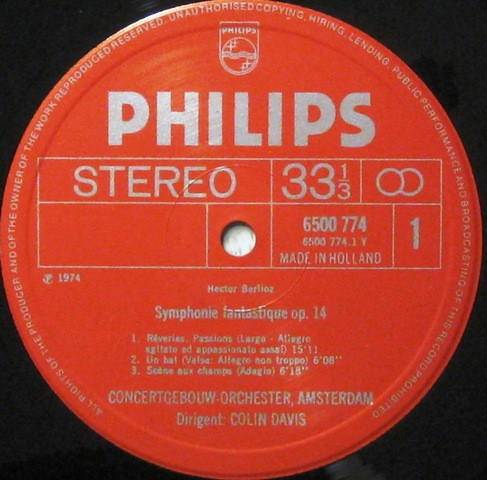 ALL RIGHTS OF THE PRODUCER AND OF THE OWNER OF THE WORK REPRODUCED RESERVED. UNAUTHORISED COPYING, HIRING, LENDING, PUBLIC PERFORMANCE AND BROADCASTING OF THIS RECORD PROHIBITED
PHILIPS
PHILIPS
STEREO 33 1/3
6500 774
6500 774.1 Y
1
MADE IN HOLLAND
℗ 1974
Hector Berlioz
Symphonie fantastique op. 14
1. Rêveries. Passions (Largo - Allegro
agitato ed appassionato assai) 15'11
2. Un bal (Valse: Allegro non troppo) 6'08''
3. Scène aux champs (Adagio) 6'18''
CONCERTGEBOUW-ORCHESTER, AMSTERDAM
Dirigent: COLIN DAVIS